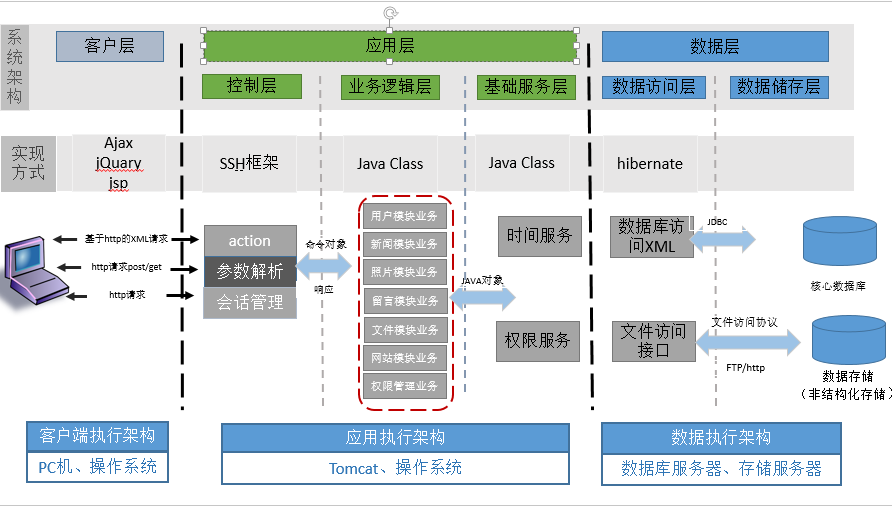 系统架构
客户层
应用层
数据层
控制层
业务逻辑层
基础服务层
数据访问层
数据储存层
实现
方式
Ajax
jQuary
jsp
SSH框架
Java Class
Java Class
hibernate
基于http的XML请求
http请求post/get
http请求
action
参数解析
会话管理
命令对象
响应
用户模块业务
新闻模块业务
照片模块业务
留言模块业务
文件模块业务
网站模块业务
权限管理业务
JAVA对象
时间服务
权限服务
数据库访
问XML
文件访问
接口
JDBC
核心数据库
文件访问协议
FTP/http
数据存储
（非结构化存储）
客户端执行架构
PC机、操作系统
应用执行架构
Tomcat、操作系统
数据执行架构
数据库服务器、存储服务器